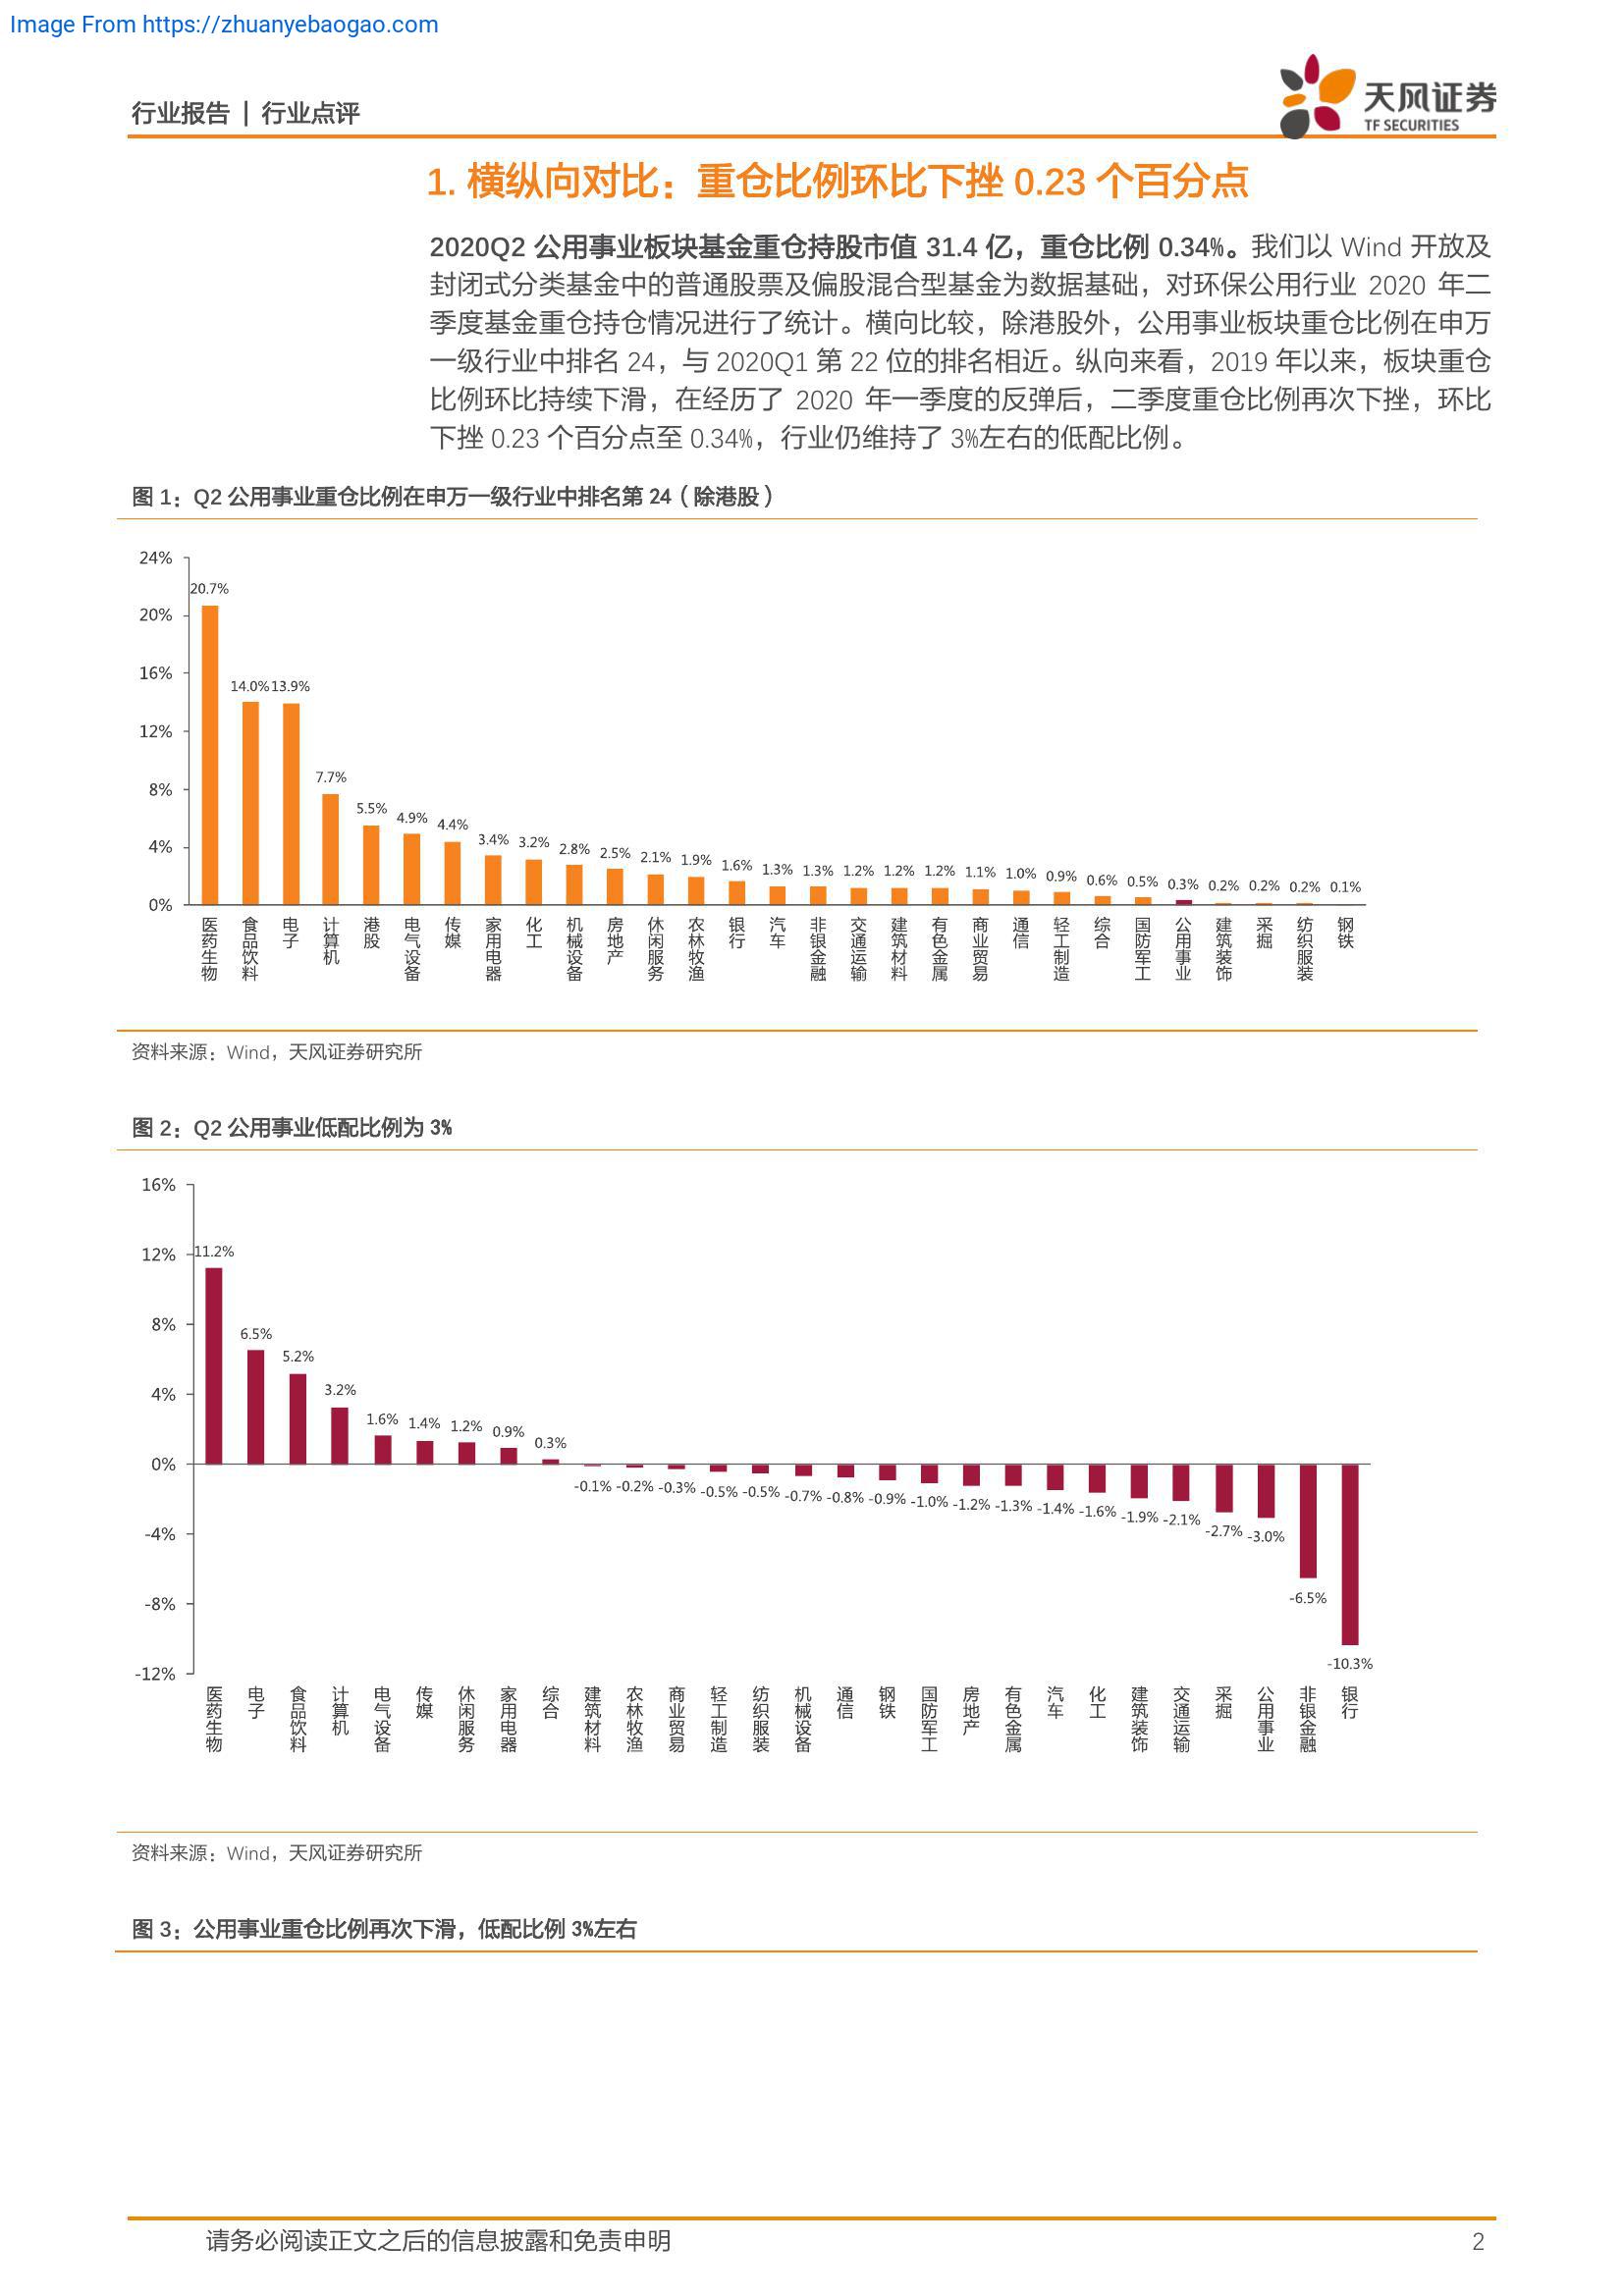 Image From https://zhuanyebaogao.com
行业报告 | 行业点评
天风证券
TF SECURITIES
1. 横纵向对比：重仓比例环比下挫 0.23 个百分点
2020Q2 公用事业板块基金重仓持股市值 31.4 亿，重仓比例 0.34%。我们以 Wind 开放及
封闭式分类基金中的普通股票及偏股混合型基金为数据基础，对环保公用行业 2020 年二
季度基金重仓持仓情况进行了统计。横向比较，除港股外，公用事业板块重仓比例在申万
一级行业中排名 24，与 2020Q1 第 22 位的排名相近。纵向来看，2019 年以来，板块重仓
比例环比持续下滑，在经历了 2020 年一季度的反弹后，二季度重仓比例再次下挫，环比
下挫 0.23 个百分点至 0.34%，行业仍维持了 3%左右的低配比例。
图 1：Q2 公用事业重仓比例在申万一级行业中排名第 24（除港股）
24%
20%
16%
12%
8%
4%
0%
20.7% 14.0% 13.9% 7.7% 5.5% 4.9% 4.4% 3.4% 3.2% 2.8% 2.5% 2.1% 1.9% 1.6% 1.3% 1.3% 1.2% 1.2% 1.2% 1.1% 1.0% 0.9% 0.6% 0.5% 0.3% 0.2% 0.2% 0.2% 0.1%
医药生物 食品饮料 电子 计算机 港股 电气设备 传媒 家用电器 化工 机械设备 房地产 休闲服务 农林牧渔 银行 汽车 非银金融 交通运输 建筑材料 有色金属 商业贸易 通信 轻工制造 综合 国防军工 公用事业 建筑装饰 采掘 纺织服装 钢铁
资料来源：Wind，天风证券研究所
图 2：Q2 公用事业低配比例为 3%
16%
12%
8%
4%
0%
-4%
-8%
-12%
11.2% 6.5% 5.2% 3.2% 1.6% 1.4% 1.2% 0.9% 0.3% -0.1% -0.2% -0.3% -0.5% -0.5% -0.7% -0.8% -0.9% -1.0% -1.2% -1.3% -1.4% -1.6% -1.9% -2.1% -2.7% -3.0% -6.5% -10.3%
医药生物 电子 食品饮料 计算机 电气设备 传媒 休闲服务 家用电器 综合 建筑材料 农林牧渔 商业贸易 轻工制造 纺织服装 机械设备 通信 钢铁 国防军工 房地产 有色金属 汽车 化工 建筑装饰 交通运输 采掘 公用事业 非银金融 银行
资料来源：Wind，天风证券研究所
图 3：公用事业重仓比例再次下滑，低配比例 3%左右
请务必阅读正文之后的信息披露和免责申明
2